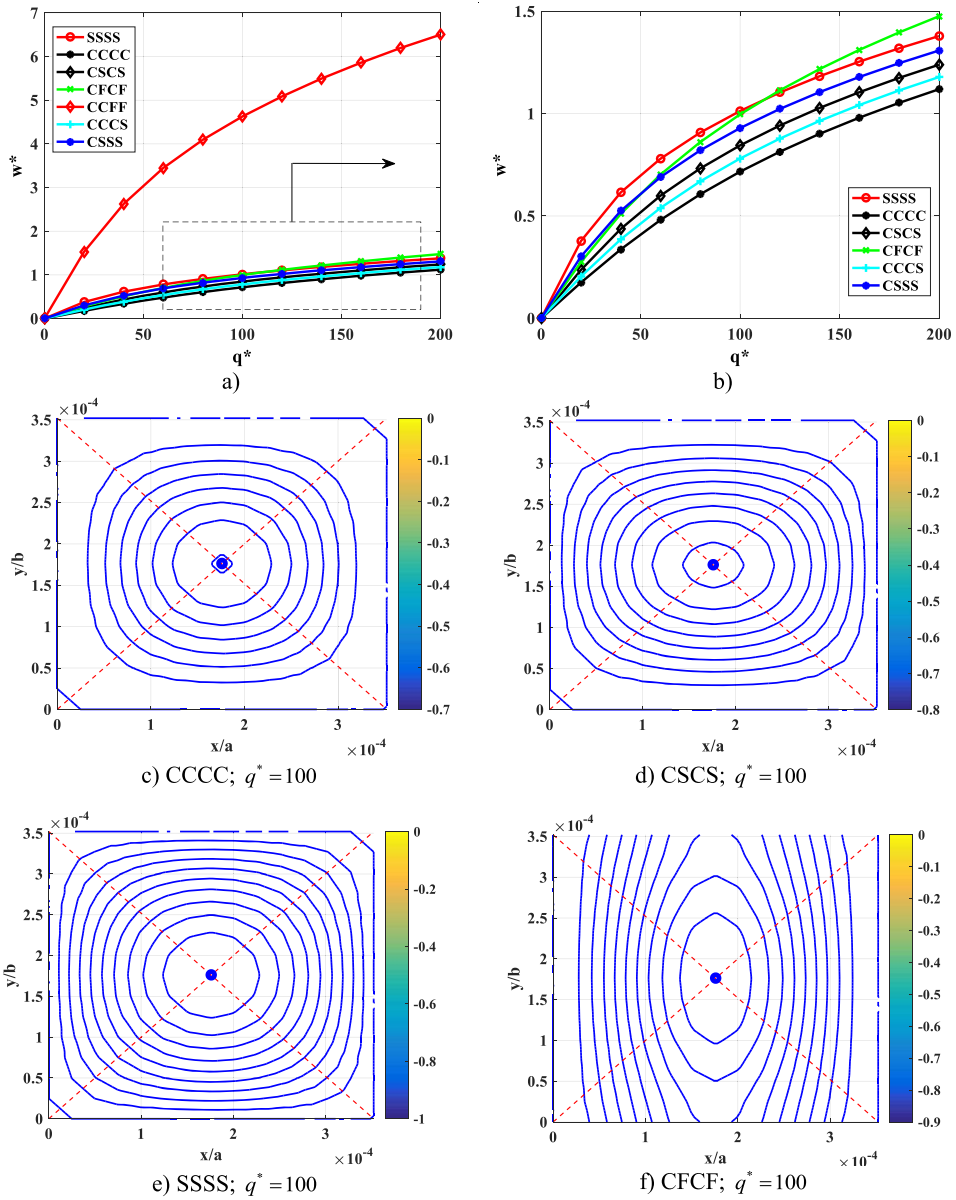 7
6
5
4
3
2
1
0
w*
SSSS
CCCC
CSCS
CFCF
CCFF
CCCS
CSSS
0 50 100 150 200
q*
a)
1.5
1
0.5
0
w*
SSSS
CCCC
CSCS
CFCF
CCCS
CSSS
0 50 100 150 200
q*
b)
×10-4
3.5
3
2.5
2
1.5
1
0.5
0
y/b
0 1 2 3
x/a
×10-4
0
-0.1
-0.2
-0.3
-0.4
-0.5
-0.6
-0.7
c) CCCC; q* =100
×10-4
3.5
3
2.5
2
1.5
1
0.5
0
y/b
0 1 2 3
x/a
×10-4
0
-0.1
-0.2
-0.3
-0.4
-0.5
-0.6
-0.7
-0.8
d) CSCS; q* =100
×10-4
3.5
3
2.5
2
1.5
1
0.5
0
y/b
0 1 2 3
x/a
×10-4
0
-0.2
-0.4
-0.6
-0.8
-1
e) SSSS; q* =100
×10-4
3.5
3
2.5
2
1.5
1
0.5
0
y/b
0 1 2 3
x/a
×10-4
0
-0.1
-0.2
-0.3
-0.4
-0.5
-0.6
-0.7
-0.8
-0.9
f) CFCF; q* =100